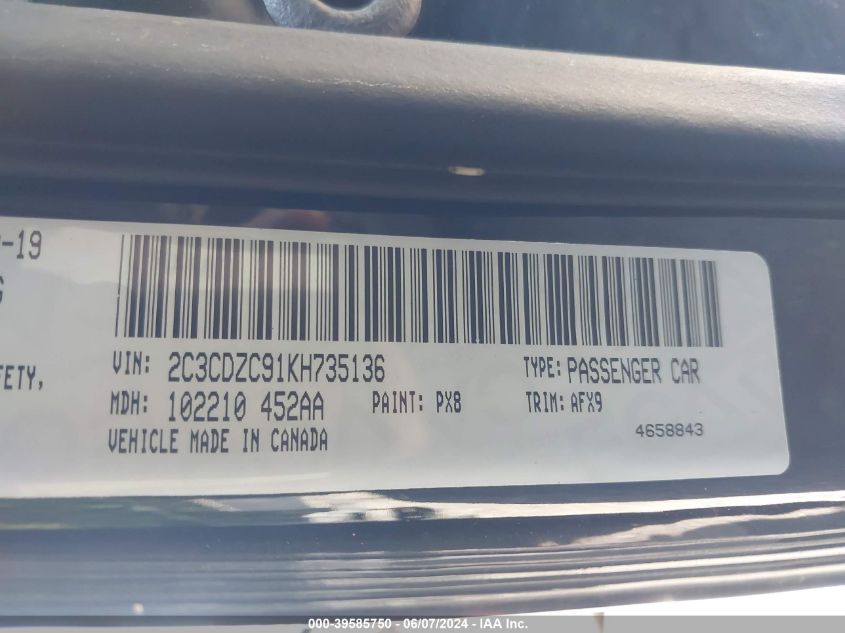 -19
G
FETY,
VIN: 2C3CDZC91KH735136
TYPE: PASSENGER CAR
MDH: 102210 452AA
PAINT: PX8
TRIM: AFX9
VEHICLE MADE IN CANADA
4658843
000-39585750 - 06/07/2024 - IAA Inc.